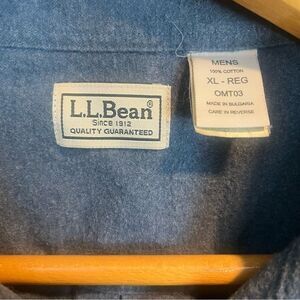 L.L.Bean®
Since 1912
QUALITY GUARANTEED
MENS
100% COTTON
XL - REG
OMT03
MADE IN BULGARIA
CARE IN REVERSE